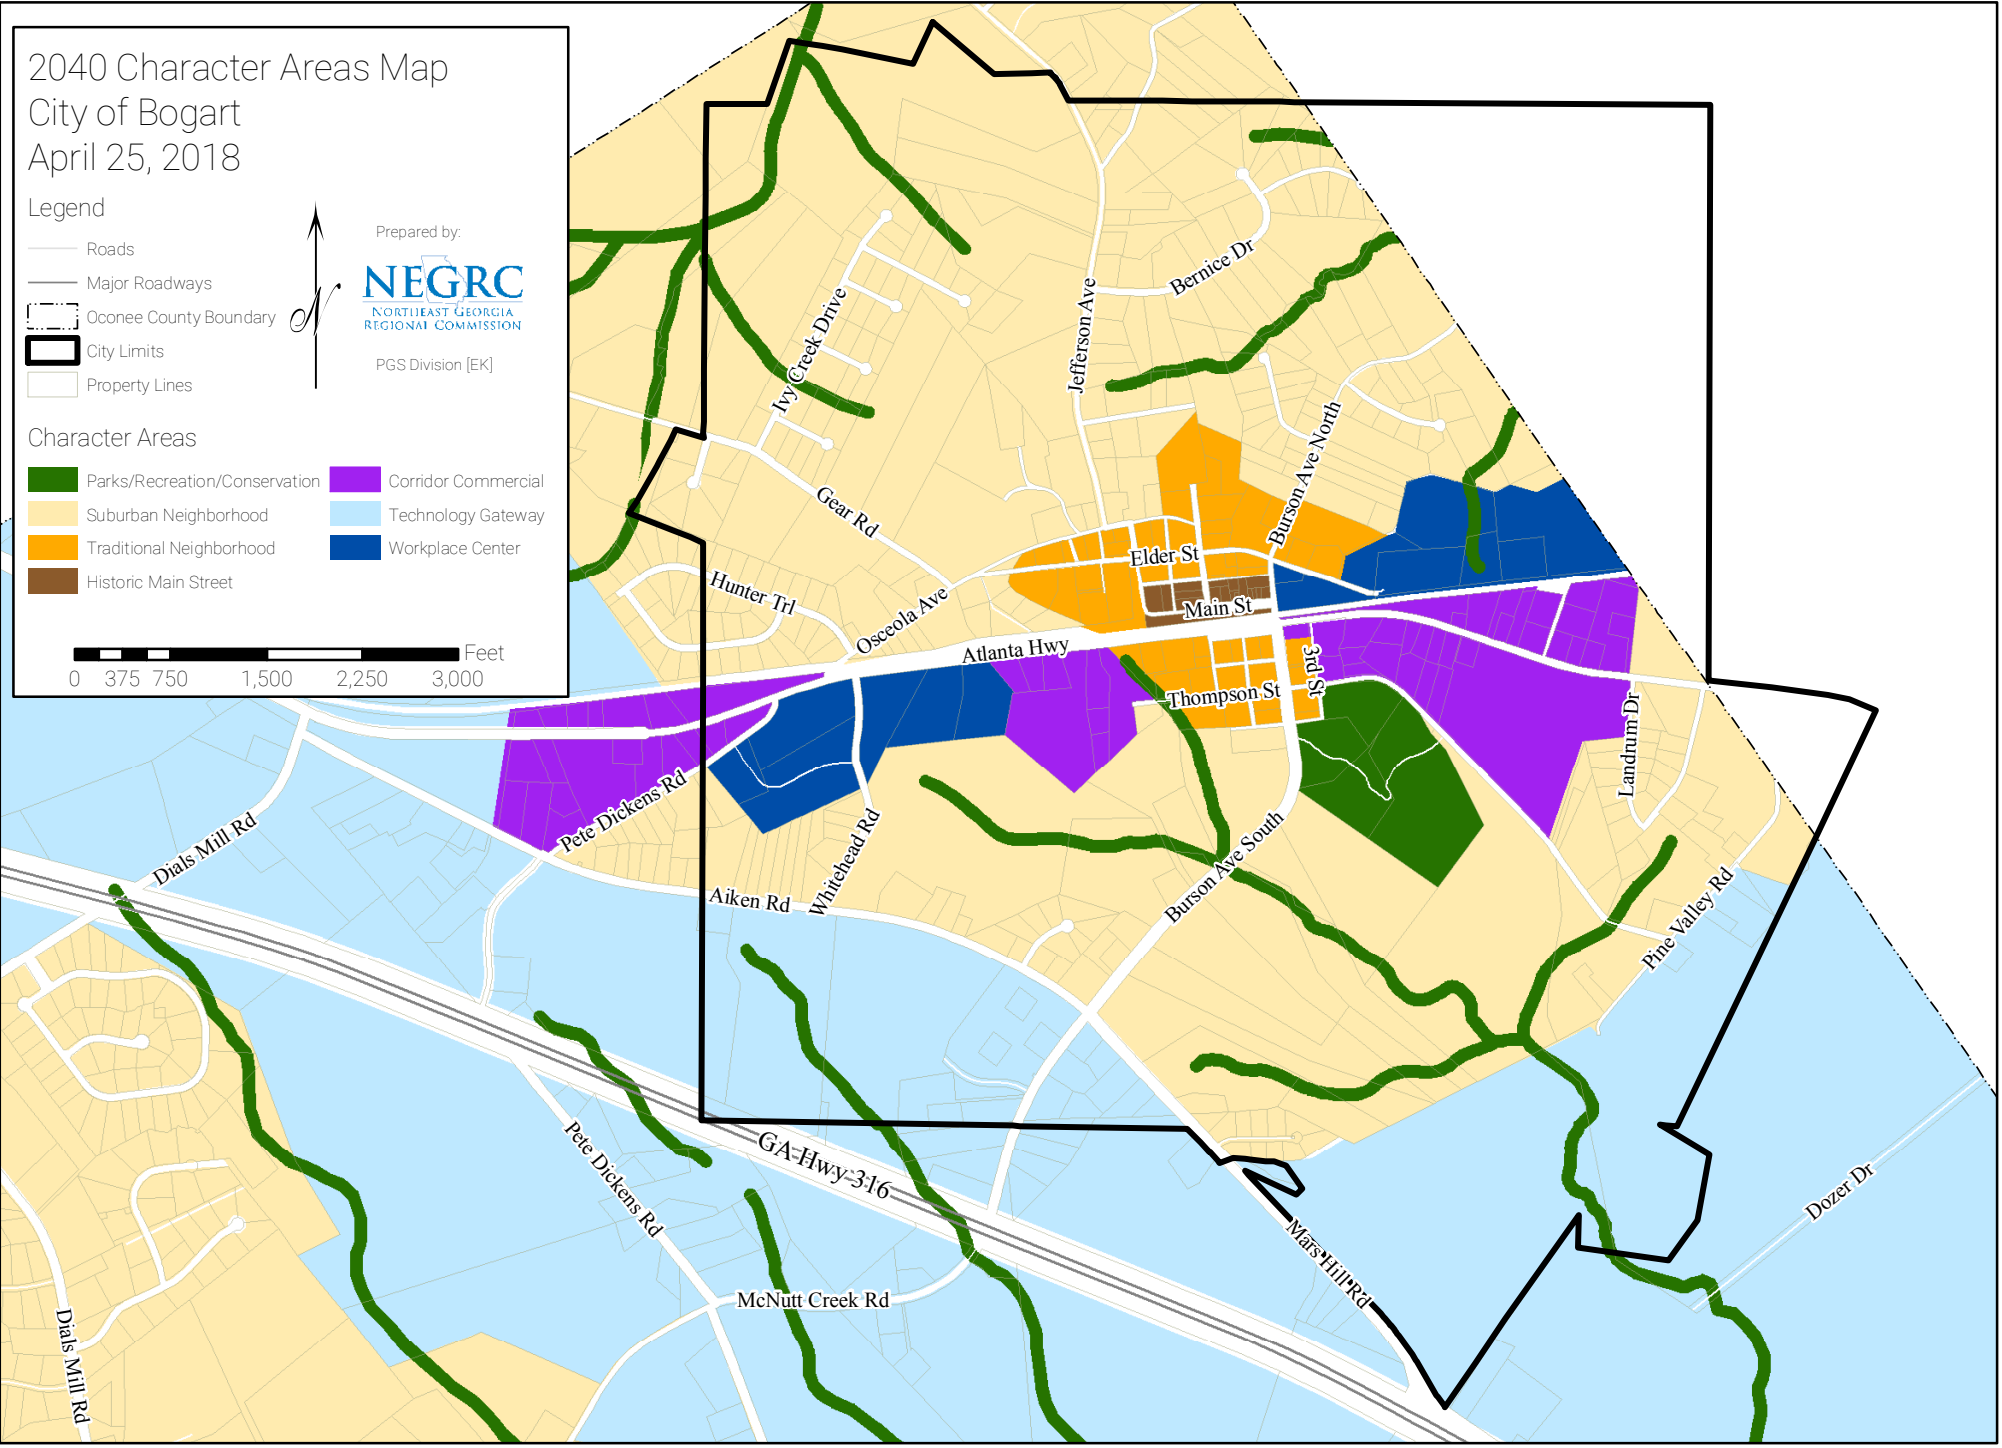 2040 Character Areas Map
City of Bogart
April 25, 2018
Legend
Roads
Major Roadways
Oconee County Boundary
City Limits
Property Lines
N
Prepared by:
NEGRC
NORTHEAST GEORGIA
REGIONAL COMMISSION
PGS Division [EK]
Character Areas
Parks/Recreation/Conservation
Suburban Neighborhood
Traditional Neighborhood
Historic Main Street
Corridor Commercial
Technology Gateway
Workplace Center
Feet
0 375 750 1,500 2,250 3,000
Bernice Dr
Jefferson Ave
Ivy Creek Drive
Burson Ave North
Gear Rd
Elder St
Hunter Trl
Osceola Ave
Main St
Atlanta Hwy
3rd St
Thompson St
Landrum Dr
Pete Dickens Rd
Dials Mill Rd
Whitehead Rd
Burson Ave South
Aiken Rd
Pine Valley Rd
GA Hwy 316
Pete Dickens Rd
Dozer Dr
Mars Hill Rd
McNutt Creek Rd
Dials Mill Rd